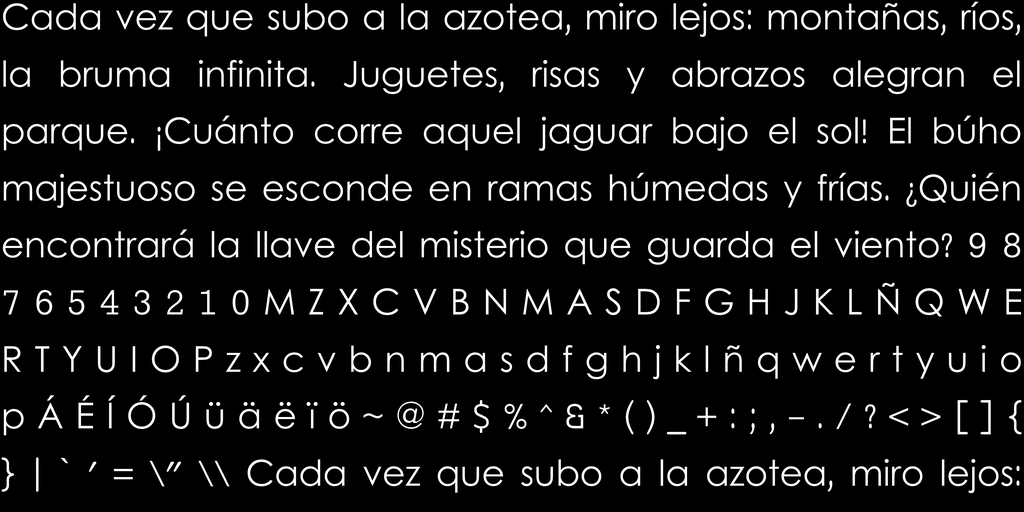 Cada vez que subo a la azotea, miro lejos: montañas, ríos,
la bruma infinita. Juguetes, risas y abrazos alegran el
parque. ¡Cuánto corre aquel jaguar bajo el sol! El búho
majestuoso se esconde en ramas húmedas y frías. ¿Quién
encontrará la llave del misterio que guarda el viento? 9 8
7 6 5 4 3 2 1 0 M Z X C V B N M A S D F G H J K L Ñ Q W E
R T Y U I O P z x c v b n m a s d f g h j k l ñ q w e r t y u i o
p Á É Í Ó Ú ü ä ë ï ö ~ @ # $ % ^ & * ( ) _ + : ; , - . / ? < > [ ] {
} | ` ' = \" \\ Cada vez que subo a la azotea, miro lejos: